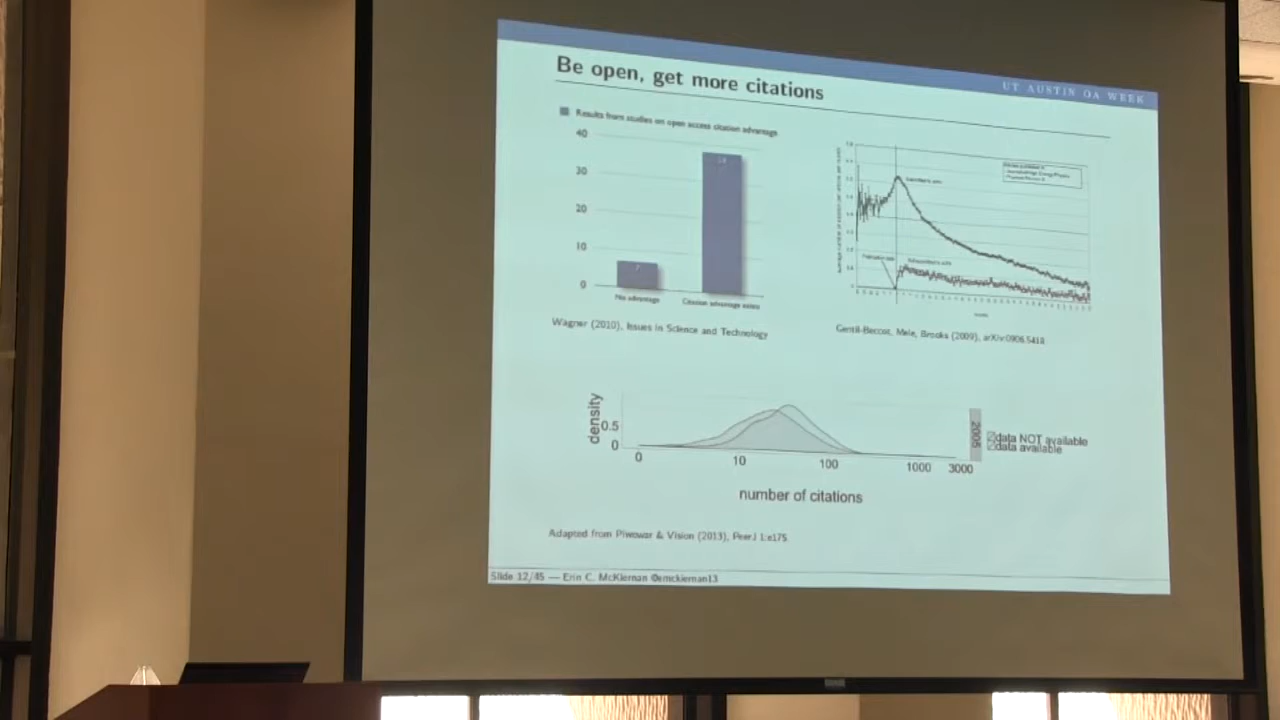 Be open, get more citations
UT AUSTIN OA WEEK
Results from studies on open access citation advantage
40
30
20
10
0
7
No advantage
Citation advantage exists
Wagner (2010), Issues in Science and Technology
Gentil-Beccot, Mele, Brooks (2009), arXiv:0906.5418
density
0.5
0
0
10
100
1000
3000
number of citations
2005
data NOT available
data available
Adapted from Piwowar & Vision (2013), PeerJ 1:e175
Slide 12/45 — Erin C. McKiernan @emckiernan13